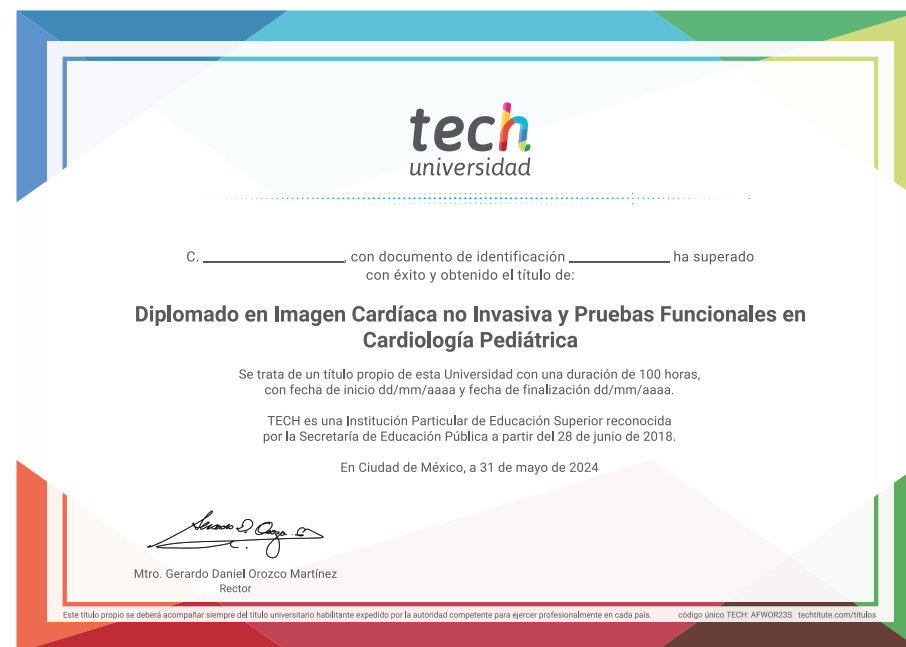 tech
universidad
C. ____________________, con documento de identificación ______________ ha superado
con éxito y obtenido el título de:
Diplomado en Imagen Cardíaca no Invasiva y Pruebas Funcionales en
Cardiología Pediátrica
Se trata de un título propio de esta Universidad con una duración de 100 horas,
con fecha de inicio dd/mm/aaaa y fecha de finalización dd/mm/aaaa.
TECH es una Institución Particular de Educación Superior reconocida
por la Secretaría de Educación Pública a partir del 28 de junio de 2018.
En Ciudad de México, a 31 de mayo de 2024
Mtro. Gerardo Daniel Orozco Martínez
Rector
Este título propio se deberá acompañar siempre del título universitario habilitante expedido por la autoridad competente para ejercer profesionalmente en cada país. código único TECH: AFWOR23S techtitute.com/titulos